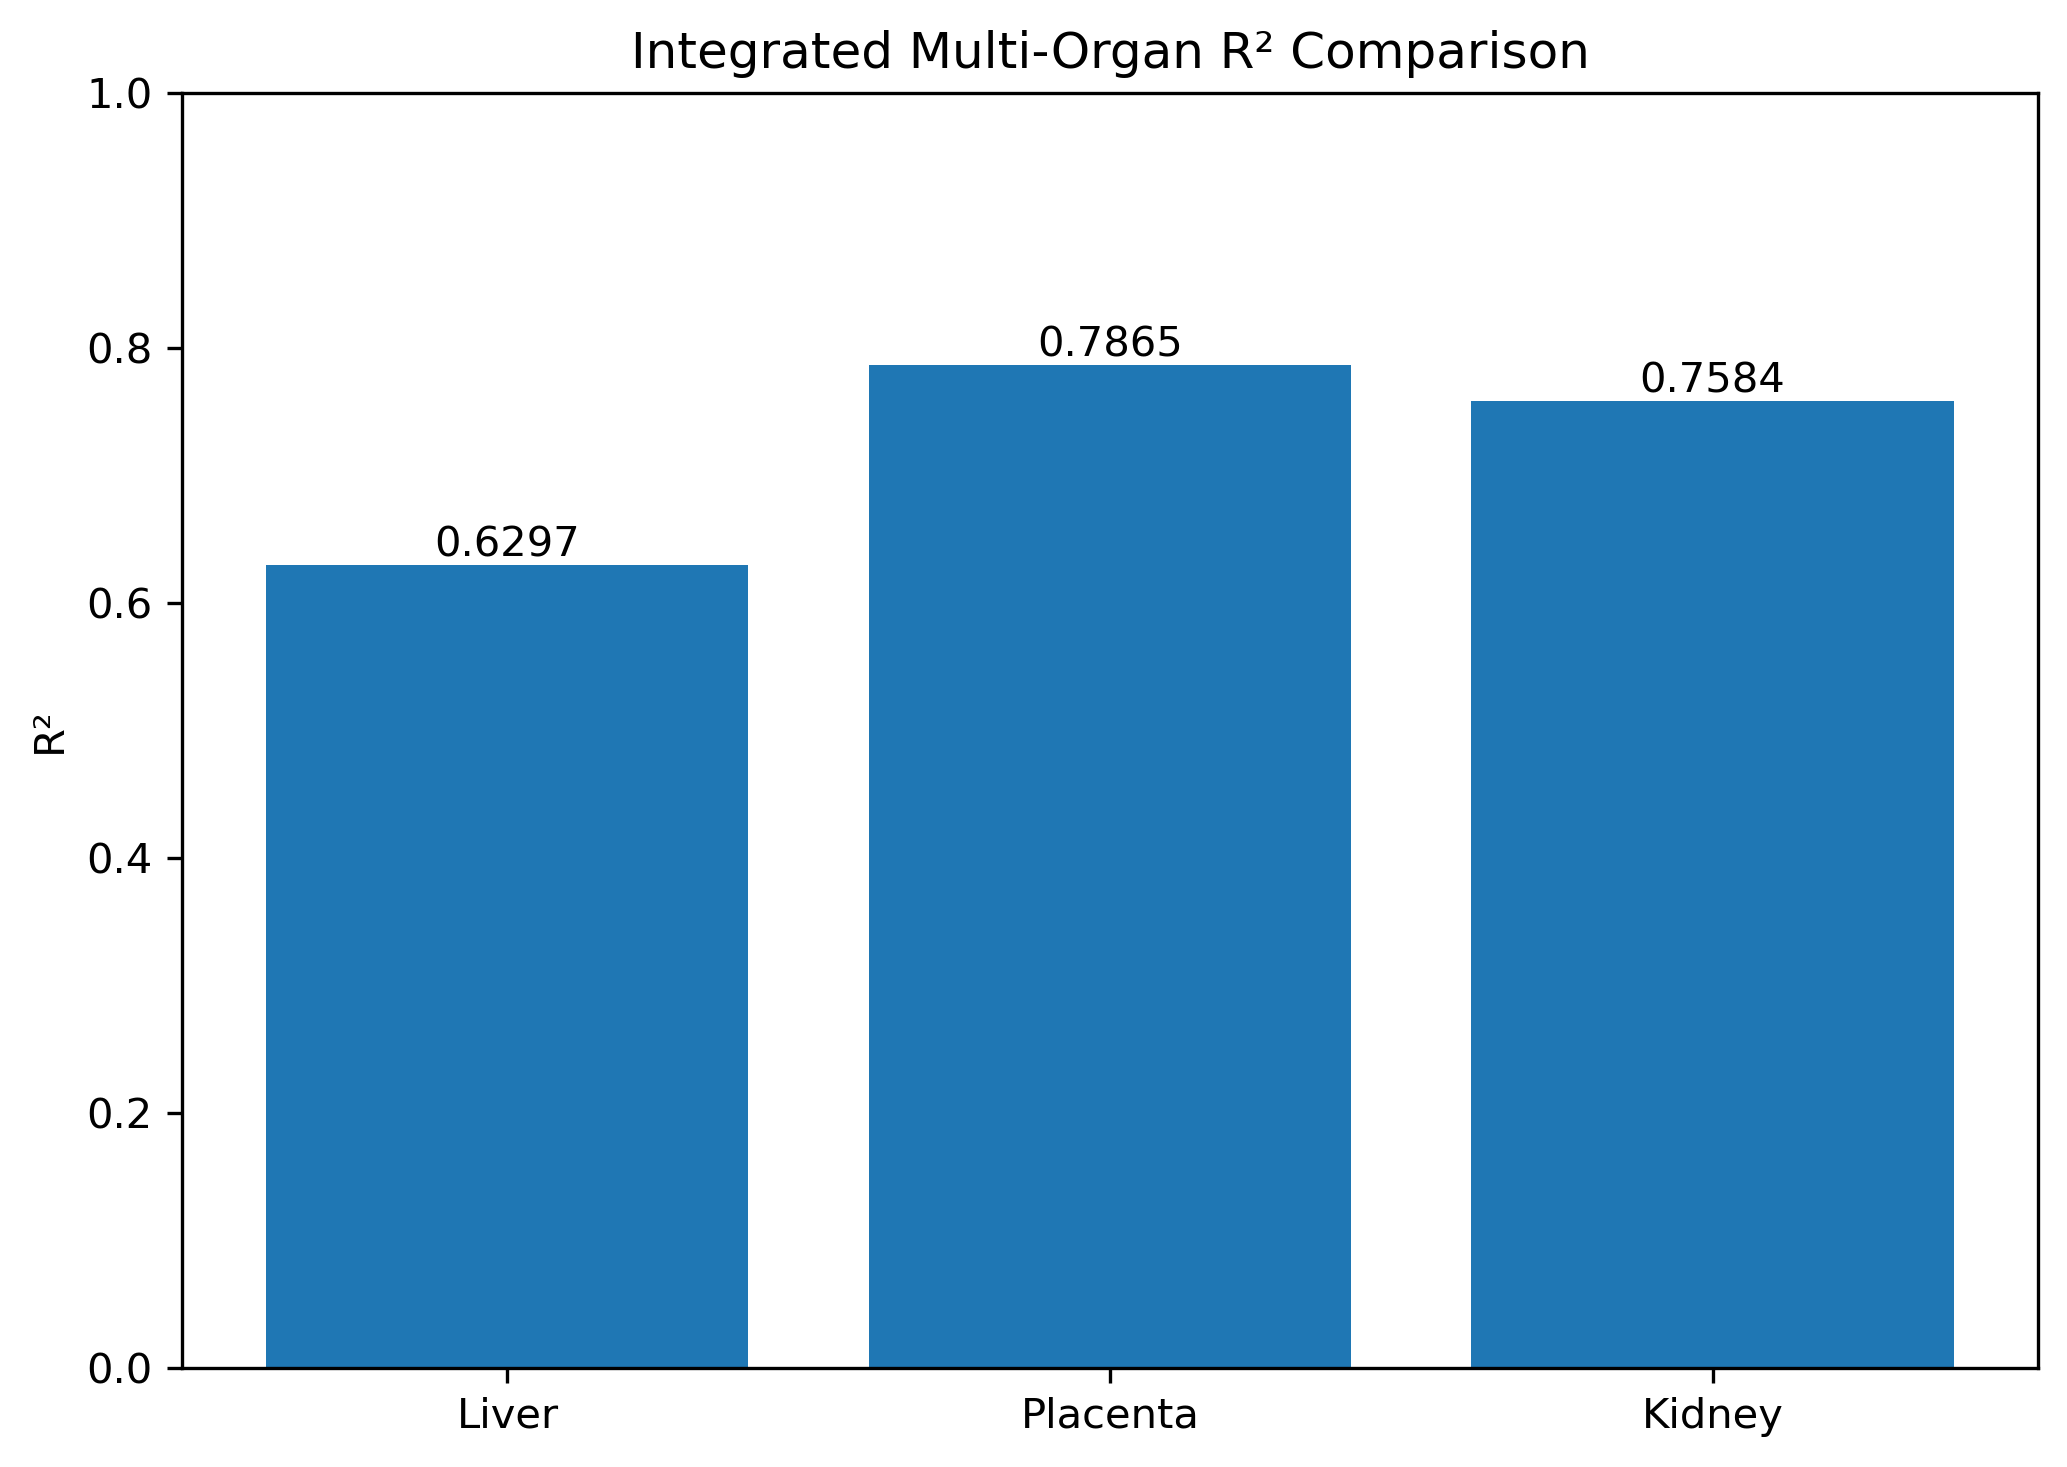 Integrated Multi-Organ R² Comparison
1.0
0.8
0.6
0.4
0.2
0.0
R²
0.6297
0.7865
0.7584
Liver
Placenta
Kidney